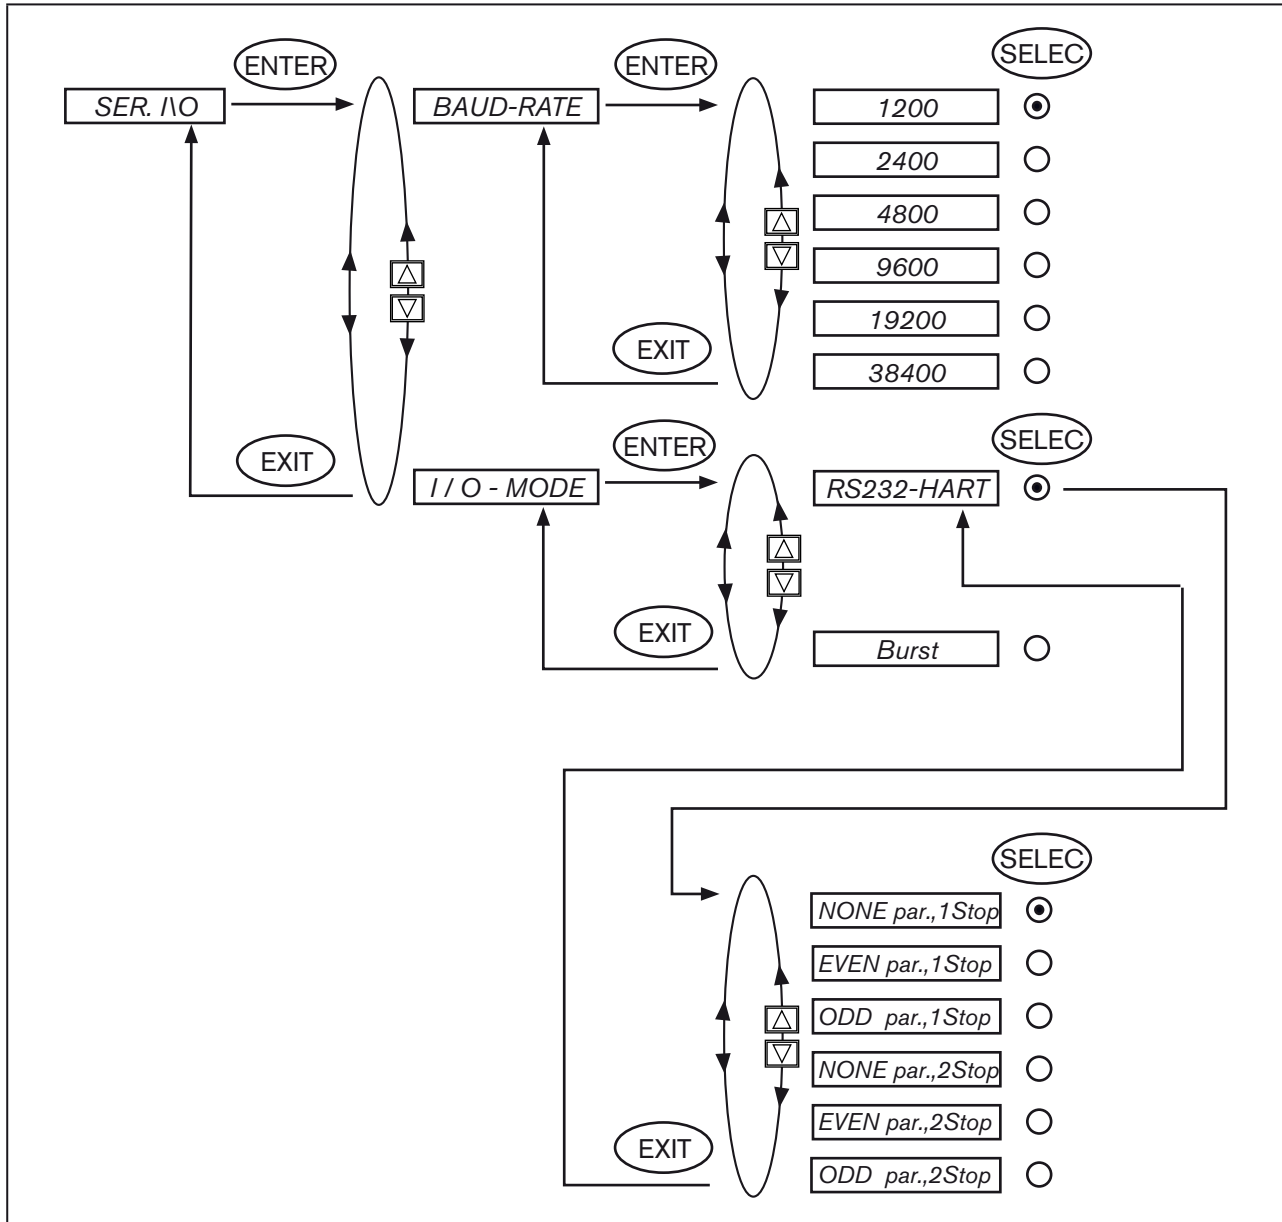 ENTER
ENTER
SELEC
SER. I\O
BAUD-RATE
1200
2400
4800
9600
19200
EXIT
38400
ENTER
SELEC
EXIT
I / O - MODE
RS232-HART
EXIT
Burst
SELEC
NONE par.,1Stop
EVEN par.,1Stop
ODD par.,1Stop
NONE par.,2Stop
EVEN par.,2Stop
EXIT
ODD par.,2Stop